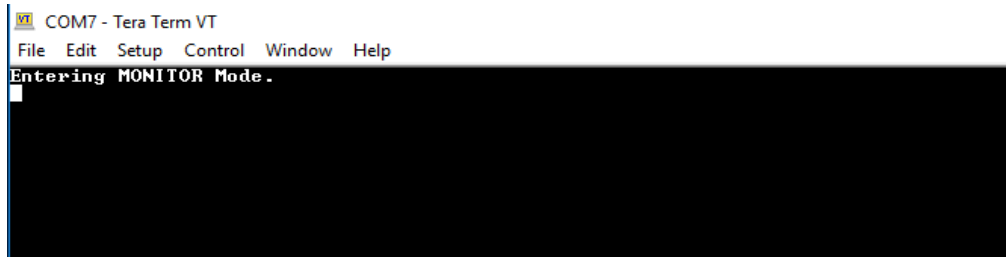 COM7 - Tera Term VT
File Edit Setup Control Window Help
Entering MONITOR Mode.